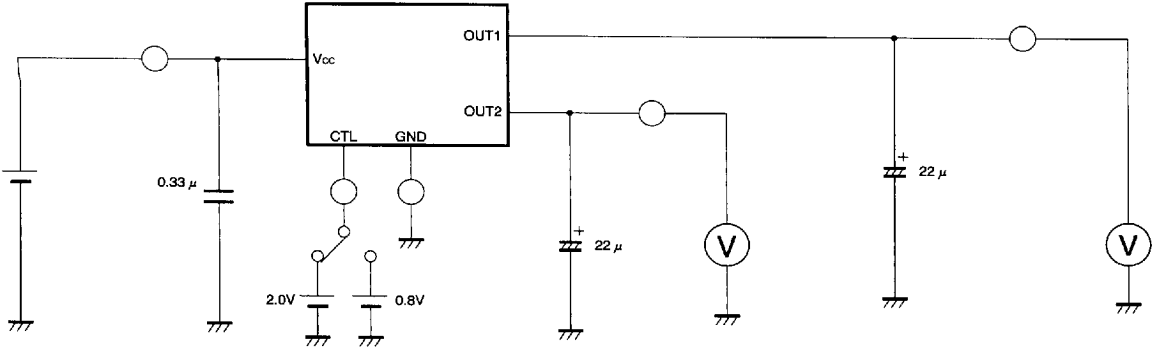 OUT1
Vcc
OUT2
CTL GND
0.33 μ
+
22 μ
+
22 μ
V
V
2.0V
0.8V